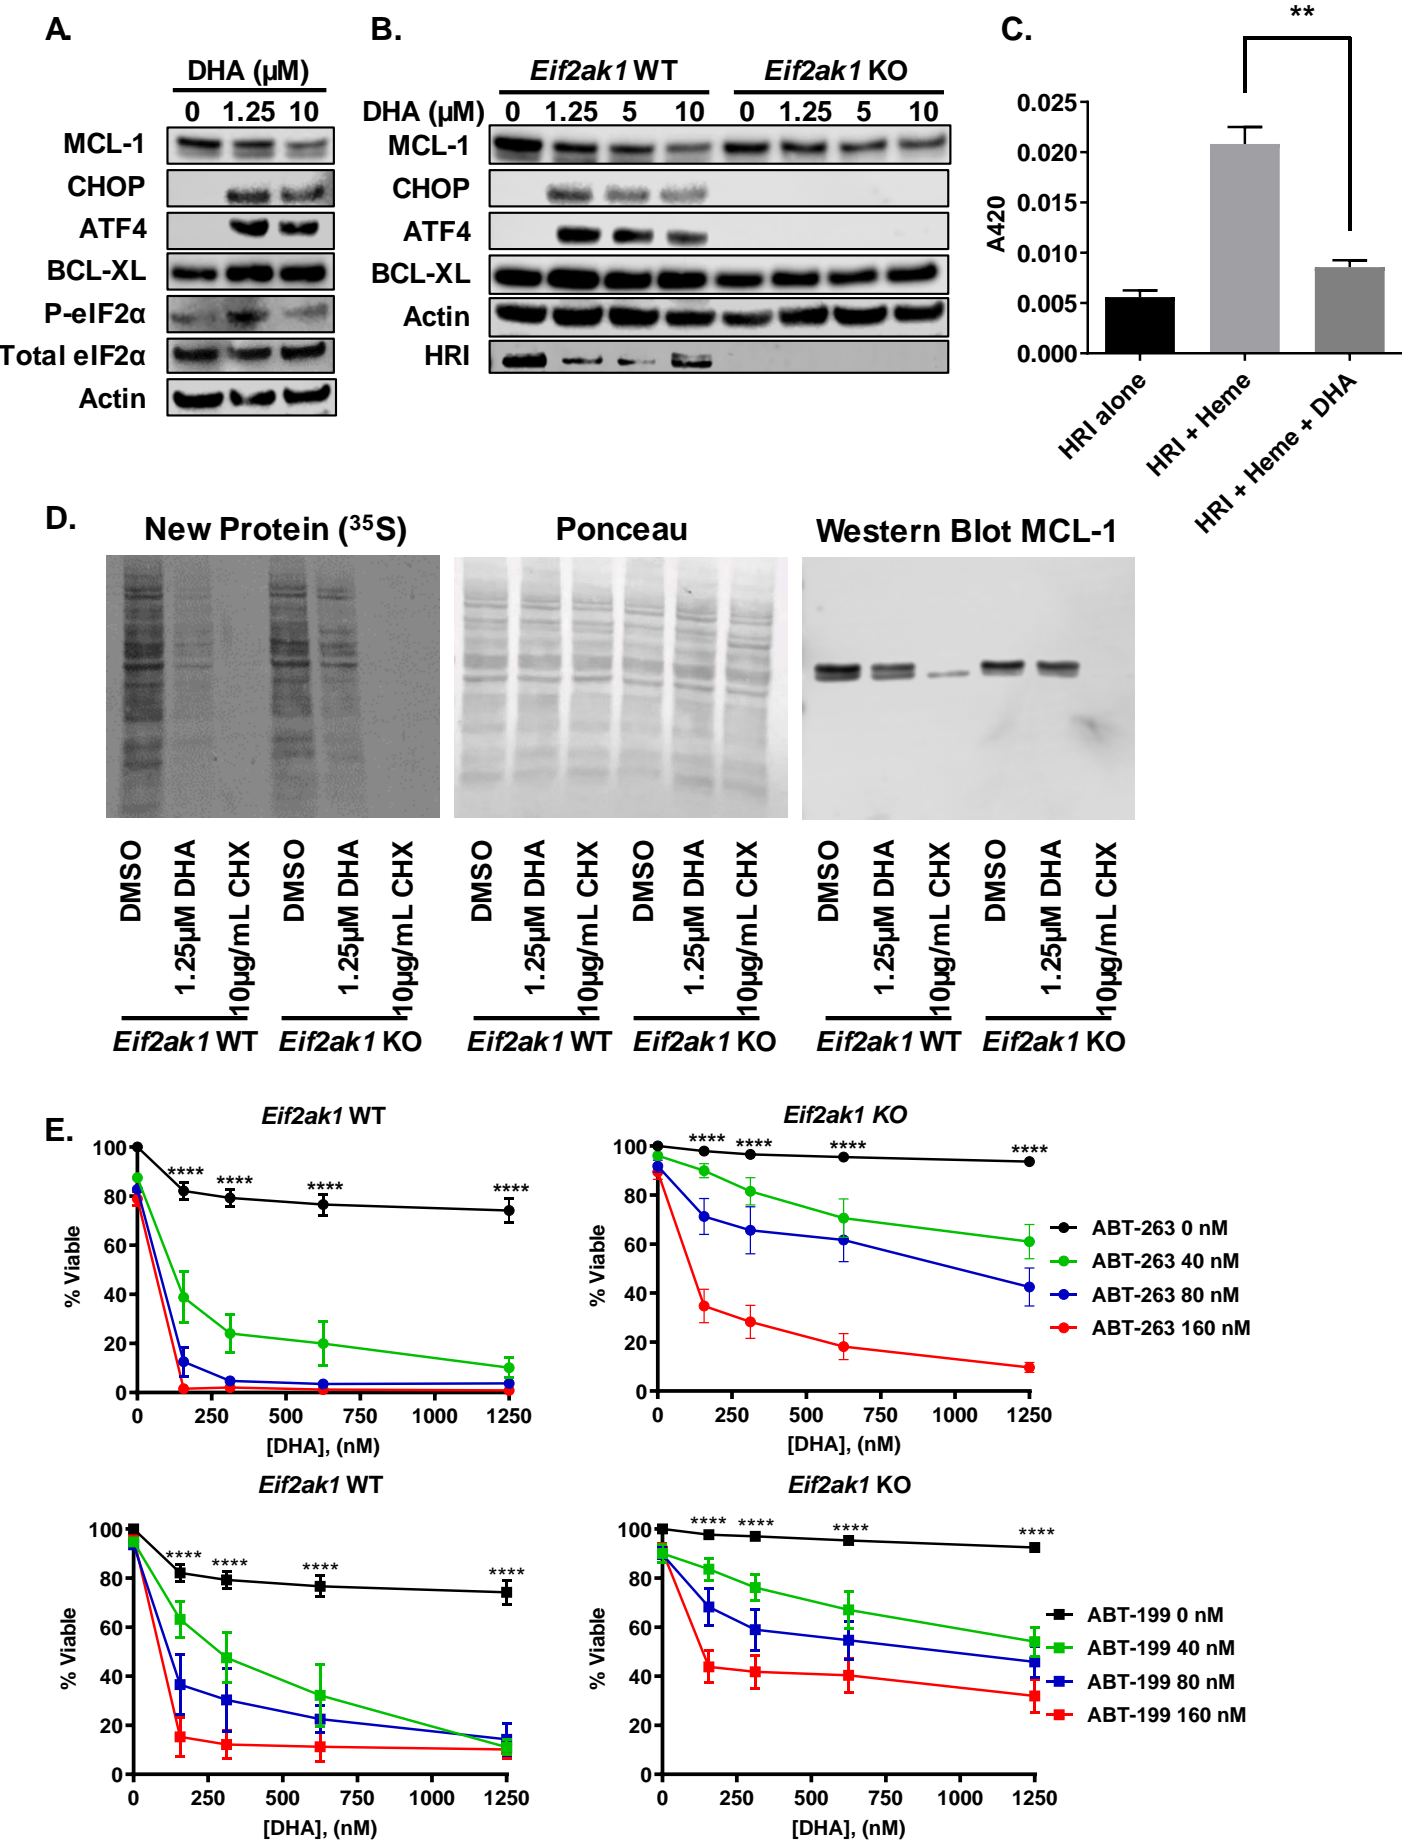 A.
DHA (µM)
0 1.25 10
MCL-1
CHOP
ATF4
BCL-XL
P-eIF2α
Total eIF2α
Actin
B.
Eif2ak1 WT Eif2ak1 KO
DHA (µM) 0 1.25 5 10 0 1.25 5 10
MCL-1
CHOP
ATF4
BCL-XL
Actin
HRI
C.
**
A420
0.025
0.020
0.015
0.010
0.005
0.000
HRI alone
HRI + Heme
HRI + Heme + DHA
D.
New Protein (³⁵S) Ponceau Western Blot MCL-1
DMSO
1.25µM DHA
10µg/mL CHX
DMSO
1.25µM DHA
10µg/mL CHX
Eif2ak1 WT Eif2ak1 KO
DMSO
1.25µM DHA
10µg/mL CHX
DMSO
1.25µM DHA
10µg/mL CHX
Eif2ak1 WT Eif2ak1 KO
DMSO
1.25µM DHA
10µg/mL CHX
DMSO
1.25µM DHA
10µg/mL CHX
Eif2ak1 WT Eif2ak1 KO
E.
Eif2ak1 WT
% Viable
100
80
60
40
20
0
**** **** **** ****
0 250 500 750 1000 1250
[DHA], (nM)
Eif2ak1 KO
% Viable
100
80
60
40
20
0
**** **** **** ****
0 250 500 750 1000 1250
[DHA], (nM)
ABT-263 0 nM
ABT-263 40 nM
ABT-263 80 nM
ABT-263 160 nM
Eif2ak1 WT
% Viable
100
80
60
40
20
0
**** **** **** ****
0 250 500 750 1000 1250
[DHA], (nM)
Eif2ak1 KO
% Viable
100
80
60
40
20
0
**** **** **** ****
0 250 500 750 1000 1250
[DHA], (nM)
ABT-199 0 nM
ABT-199 40 nM
ABT-199 80 nM
ABT-199 160 nM